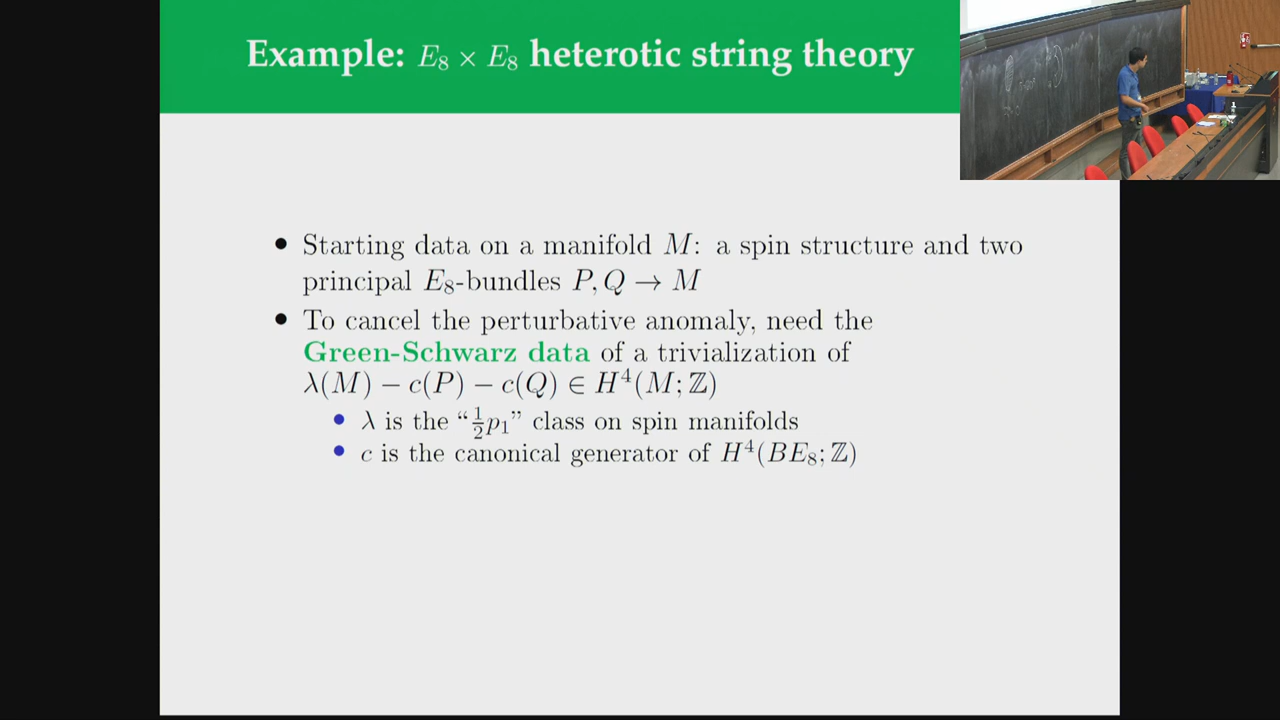 Example: E₈ × E₈ heterotic string theory
• Starting data on a manifold M: a spin structure and two
principal E₈-bundles P, Q → M
• To cancel the perturbative anomaly, need the
Green-Schwarz data of a trivialization of
λ(M) − c(P) − c(Q) ∈ H⁴(M; ℤ)
• λ is the “½p₁” class on spin manifolds
• c is the canonical generator of H⁴(BE₈; ℤ)